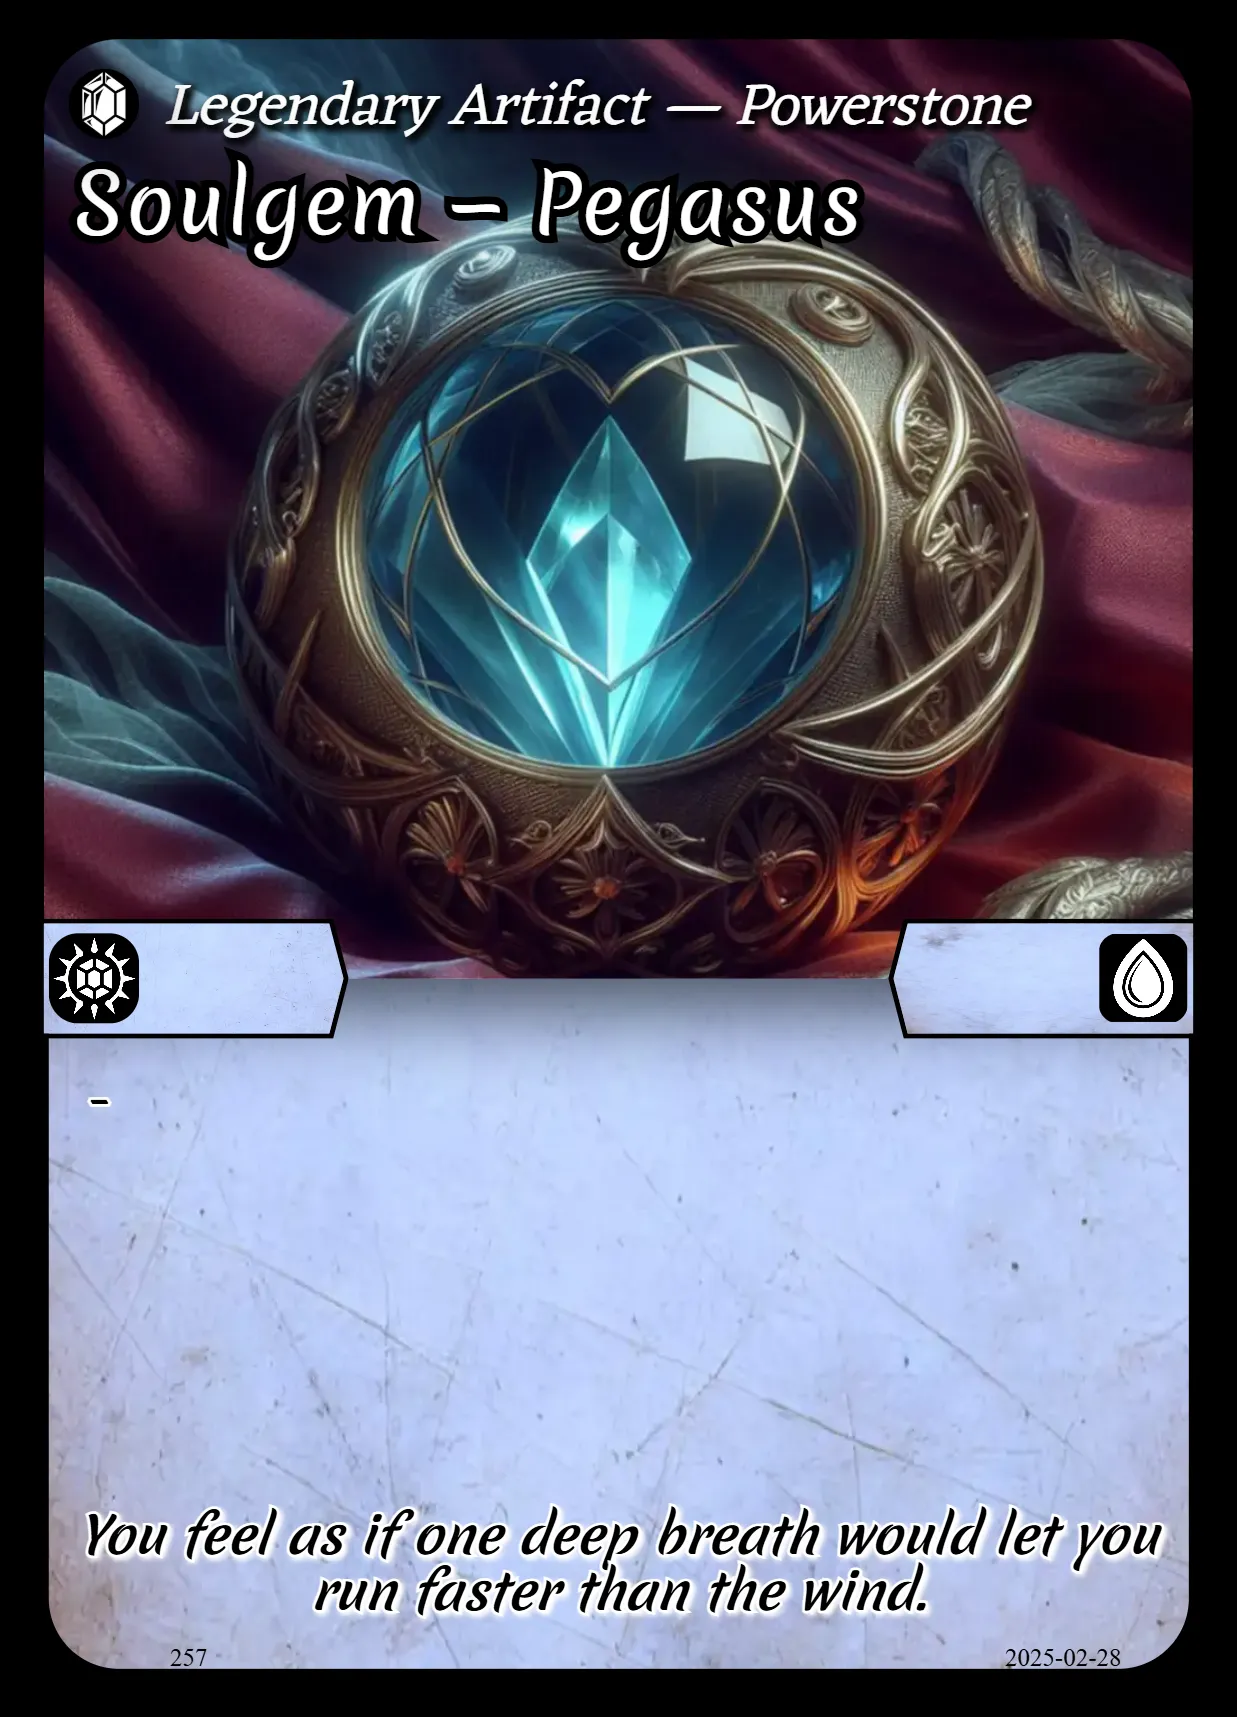 Legendary Artifact — Powerstone
Soulgem – Pegasus
-
You feel as if one deep breath would let you
run faster than the wind.
257
2025-02-28